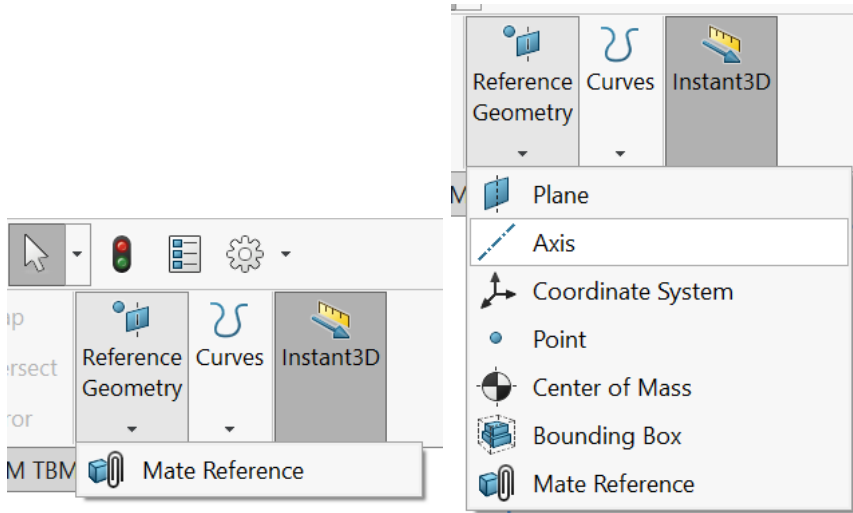 Reference
Geometry
Curves
Instant3D
M TBM
Mate Reference
Reference
Geometry
Curves
Instant3D
Plane
Axis
Coordinate System
Point
Center of Mass
Bounding Box
Mate Reference